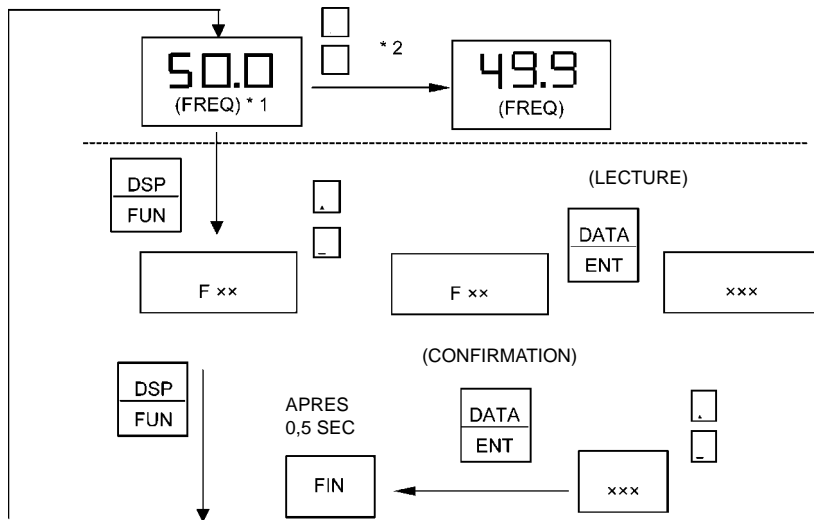 50.0
(FREQ) * 1
* 2
49.9
(FREQ)
DSP
FUN
(LECTURE)
DATA
ENT
F ××
F ××
×××
(CONFIRMATION)
DSP
FUN
APRES
0,5 SEC
DATA
ENT
FIN
×××